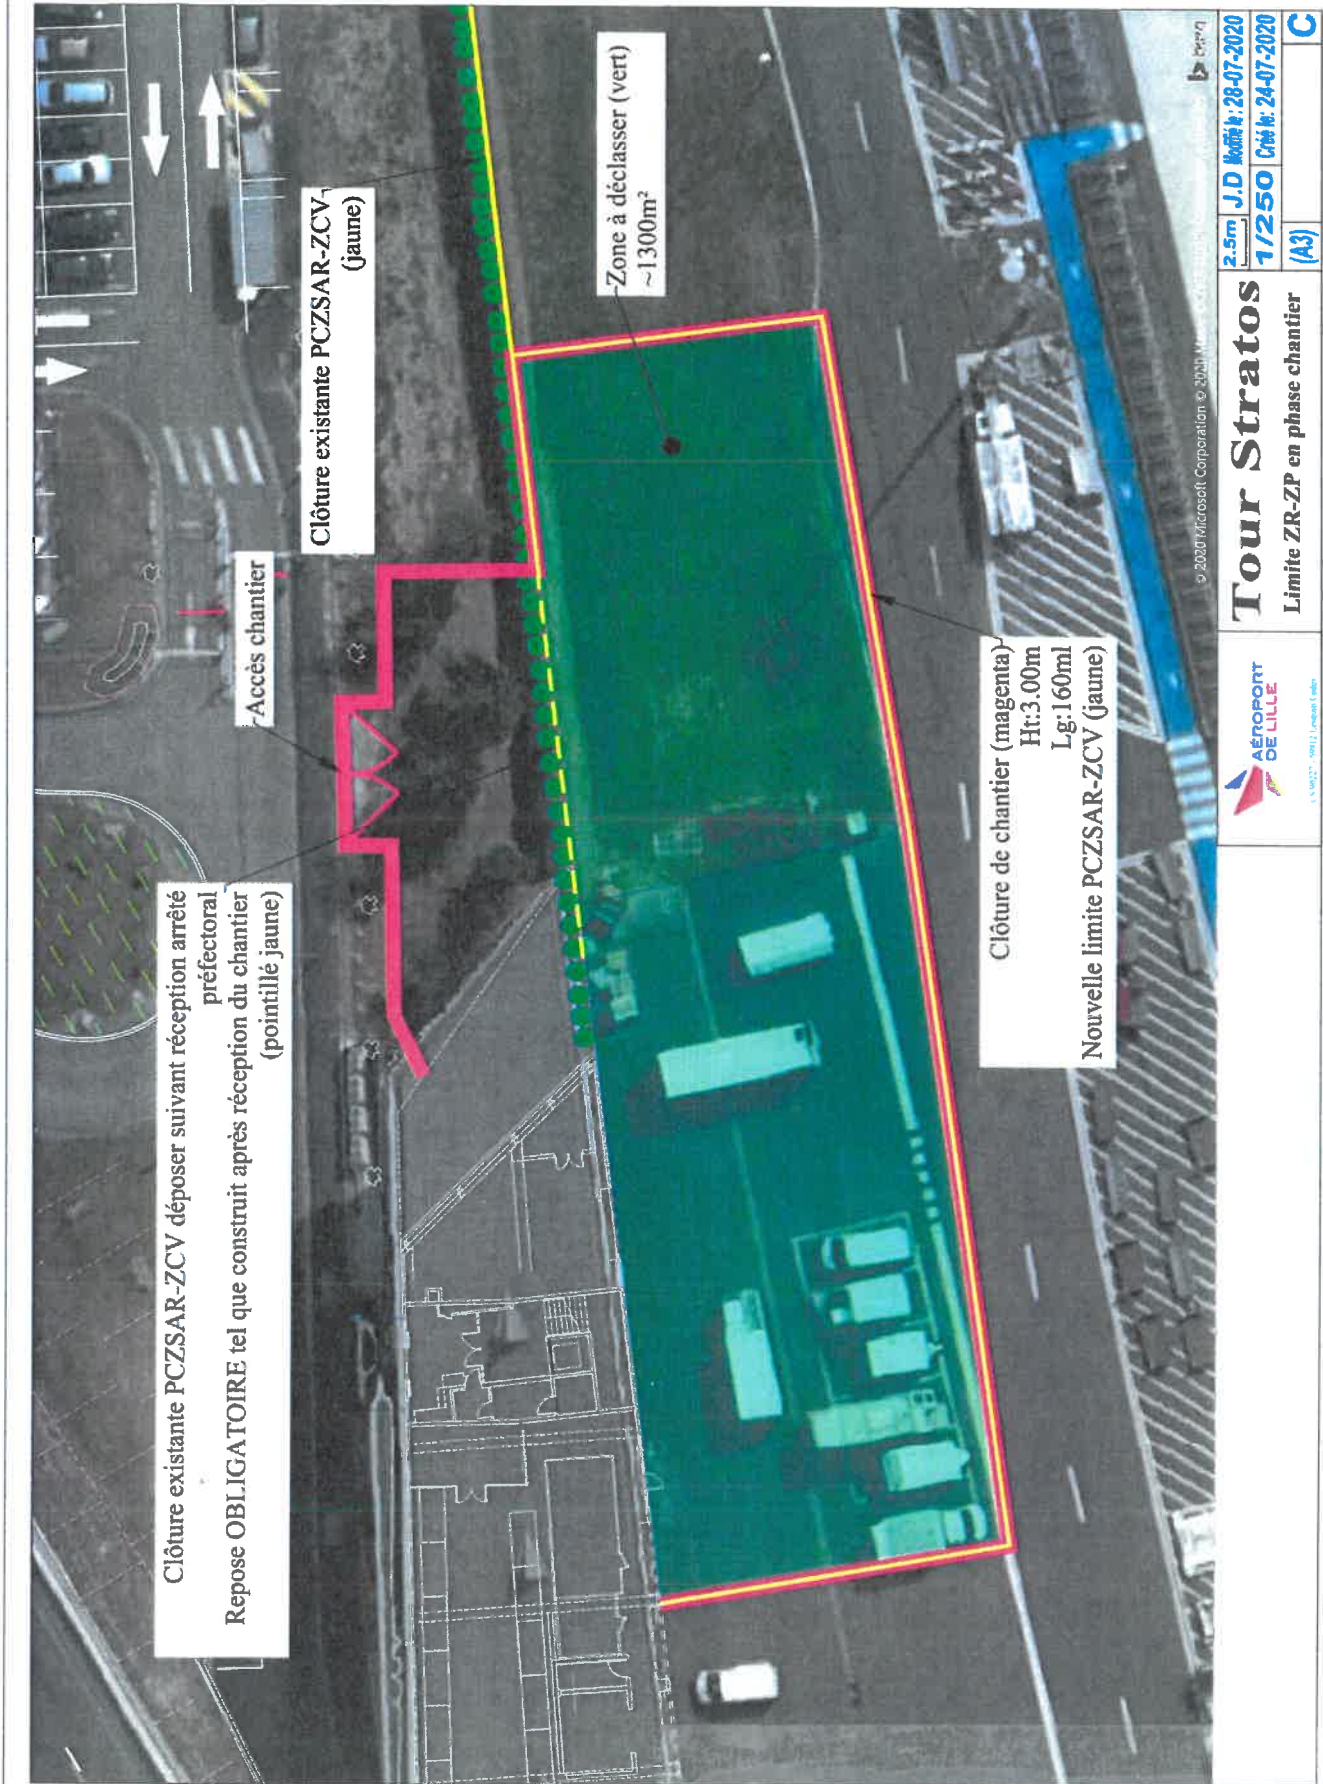 Clôture existante PCZSAR-ZCV déposer suivant réception arrêté
préfectoral
Repose OBLIGATOIRE tel que construit après réception du chantier
(pointillé jaune)
Accès chantier
Clôture existante PCZSAR-ZCV
(jaune)
Zone à déclasser (vert)
~1300m²
Clôture de chantier (magenta)
Ht:3.00m
Lg:160ml
Nouvelle limite PCZSAR-ZCV (jaune)
© 2020 Microsoft Corporation © 2020
bing
AÉROPORT
DE LILLE
Tour Stratos
Limite ZR-ZP en phase chantier
2.5m
J.D Modifié le: 28-07-2020
1/250
Créé le: 24-07-2020
(A3)
C